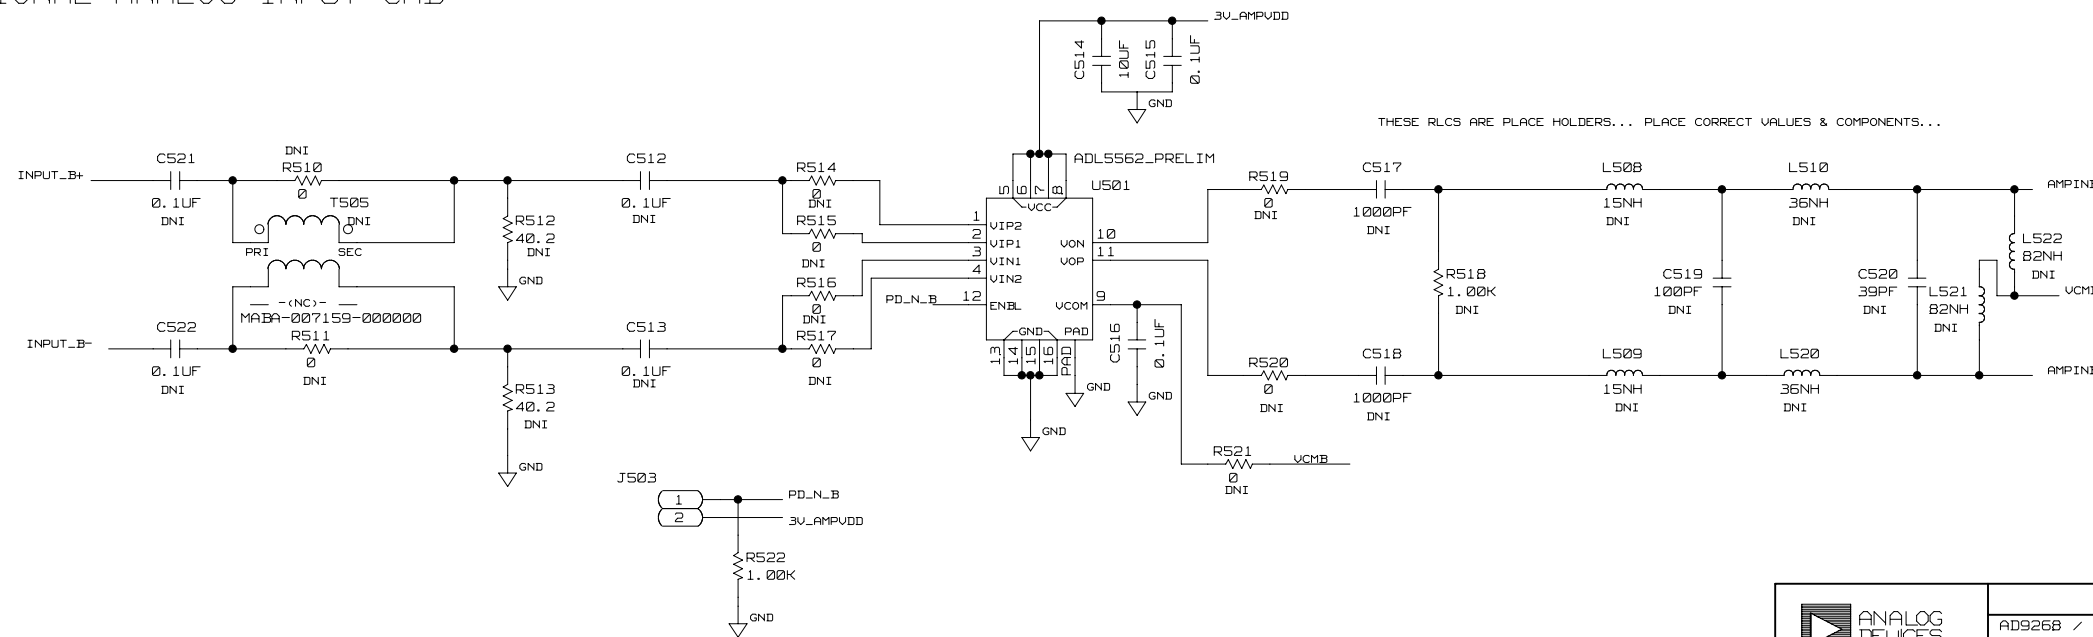 3V_AMPVDD
C514
10UF
C515
0.1UF
GND
THESE RLCS ARE PLACE HOLDERS... PLACE CORRECT VALUES & COMPONENTS...
INPUT_B+
C521
0.1UF
DNI
DNI
R510
0
T505
DNI
PRI
SEC
-(NC)-
MABA-007159-000000
INPUT_B-
C522
0.1UF
DNI
R511
0
DNI
R512
40.2
DNI
GND
R513
40.2
DNI
GND
C512
0.1UF
DNI
C513
0.1UF
DNI
R514
0
DNI
R515
0
DNI
R516
0
DNI
R517
0
DNI
ADL5562_PRELIM
U501
5
6
7
8
VCC
1
VIP2
2
VIP1
3
VIN1
4
VIN2
PD_N_B
12
ENBL
VON
10
VOP
11
VCOM
9
GND
PAD
13
14
15
16
PAD
GND
GND
C516
0.1UF
GND
R519
0
DNI
C517
1000PF
DNI
R520
0
DNI
C518
1000PF
DNI
R521
0
DNI
VCMB
R518
1.00K
DNI
L508
15NH
DNI
L509
15NH
DNI
C519
100PF
DNI
L510
36NH
DNI
L520
36NH
DNI
C520
39PF
DNI
L521
82NH
DNI
L522
82NH
DNI
J503
1
PD_N_B
2
3V_AMPVDD
R522
1.00K
GND
ANALOG
DEVICES
AD9268 /